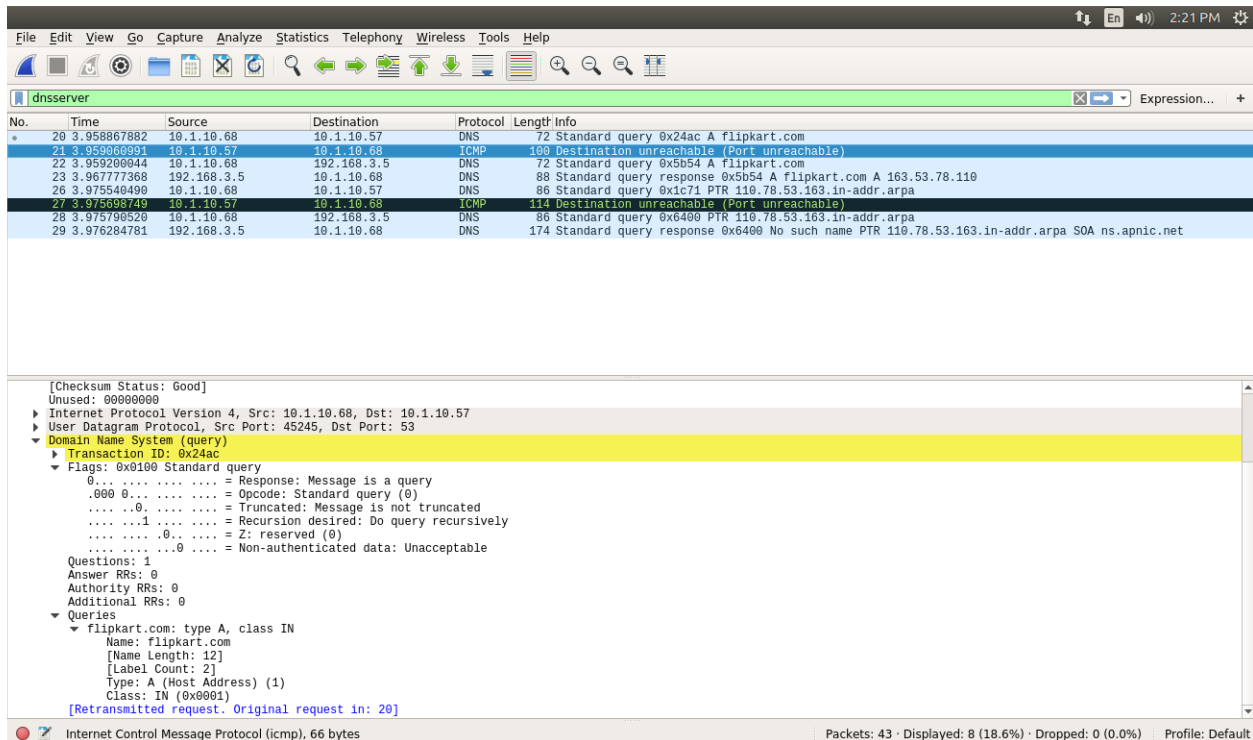 En 2:21 PM
File Edit View Go Capture Analyze Statistics Telephony Wireless Tools Help
dnsserver Expression... +
No. Time Source Destination Protocol Length Info
20 3.958867882 10.1.10.68 10.1.10.57 DNS 72 Standard query 0x24ac A flipkart.com
21 3.959060991 10.1.10.57 10.1.10.68 ICMP 100 Destination unreachable (Port unreachable)
22 3.959200044 10.1.10.68 192.168.3.5 DNS 72 Standard query 0x5b54 A flipkart.com
23 3.967777368 192.168.3.5 10.1.10.68 DNS 88 Standard query response 0x5b54 A flipkart.com A 163.53.78.110
26 3.975540490 10.1.10.68 10.1.10.57 DNS 86 Standard query 0x1c71 PTR 110.78.53.163.in-addr.arpa
27 3.975698749 10.1.10.57 10.1.10.68 ICMP 114 Destination unreachable (Port unreachable)
28 3.975790520 10.1.10.68 192.168.3.5 DNS 86 Standard query 0x6400 PTR 110.78.53.163.in-addr.arpa
29 3.976284781 192.168.3.5 10.1.10.68 DNS 174 Standard query response 0x6400 No such name PTR 110.78.53.163.in-addr.arpa SOA ns.apnic.net
[Checksum Status: Good]
Unused: 00000000
Internet Protocol Version 4, Src: 10.1.10.68, Dst: 10.1.10.57
User Datagram Protocol, Src Port: 45245, Dst Port: 53
Domain Name System (query)
Transaction ID: 0x24ac
Flags: 0x0100 Standard query
0... .... .... .... = Response: Message is a query
.000 0... .... .... = Opcode: Standard query (0)
.... ..0. .... .... = Truncated: Message is not truncated
.... ...1 .... .... = Recursion desired: Do query recursively
.... .... .0.. .... = Z: reserved (0)
.... .... ...0 .... = Non-authenticated data: Unacceptable
Questions: 1
Answer RRs: 0
Authority RRs: 0
Additional RRs: 0
Queries
flipkart.com: type A, class IN
Name: flipkart.com
[Name Length: 12]
[Label Count: 2]
Type: A (Host Address) (1)
Class: IN (0x0001)
[Retransmitted request. Original request in: 20]
Internet Control Message Protocol (icmp), 66 bytes Packets: 43 · Displayed: 8 (18.6%) · Dropped: 0 (0.0%) Profile: Default